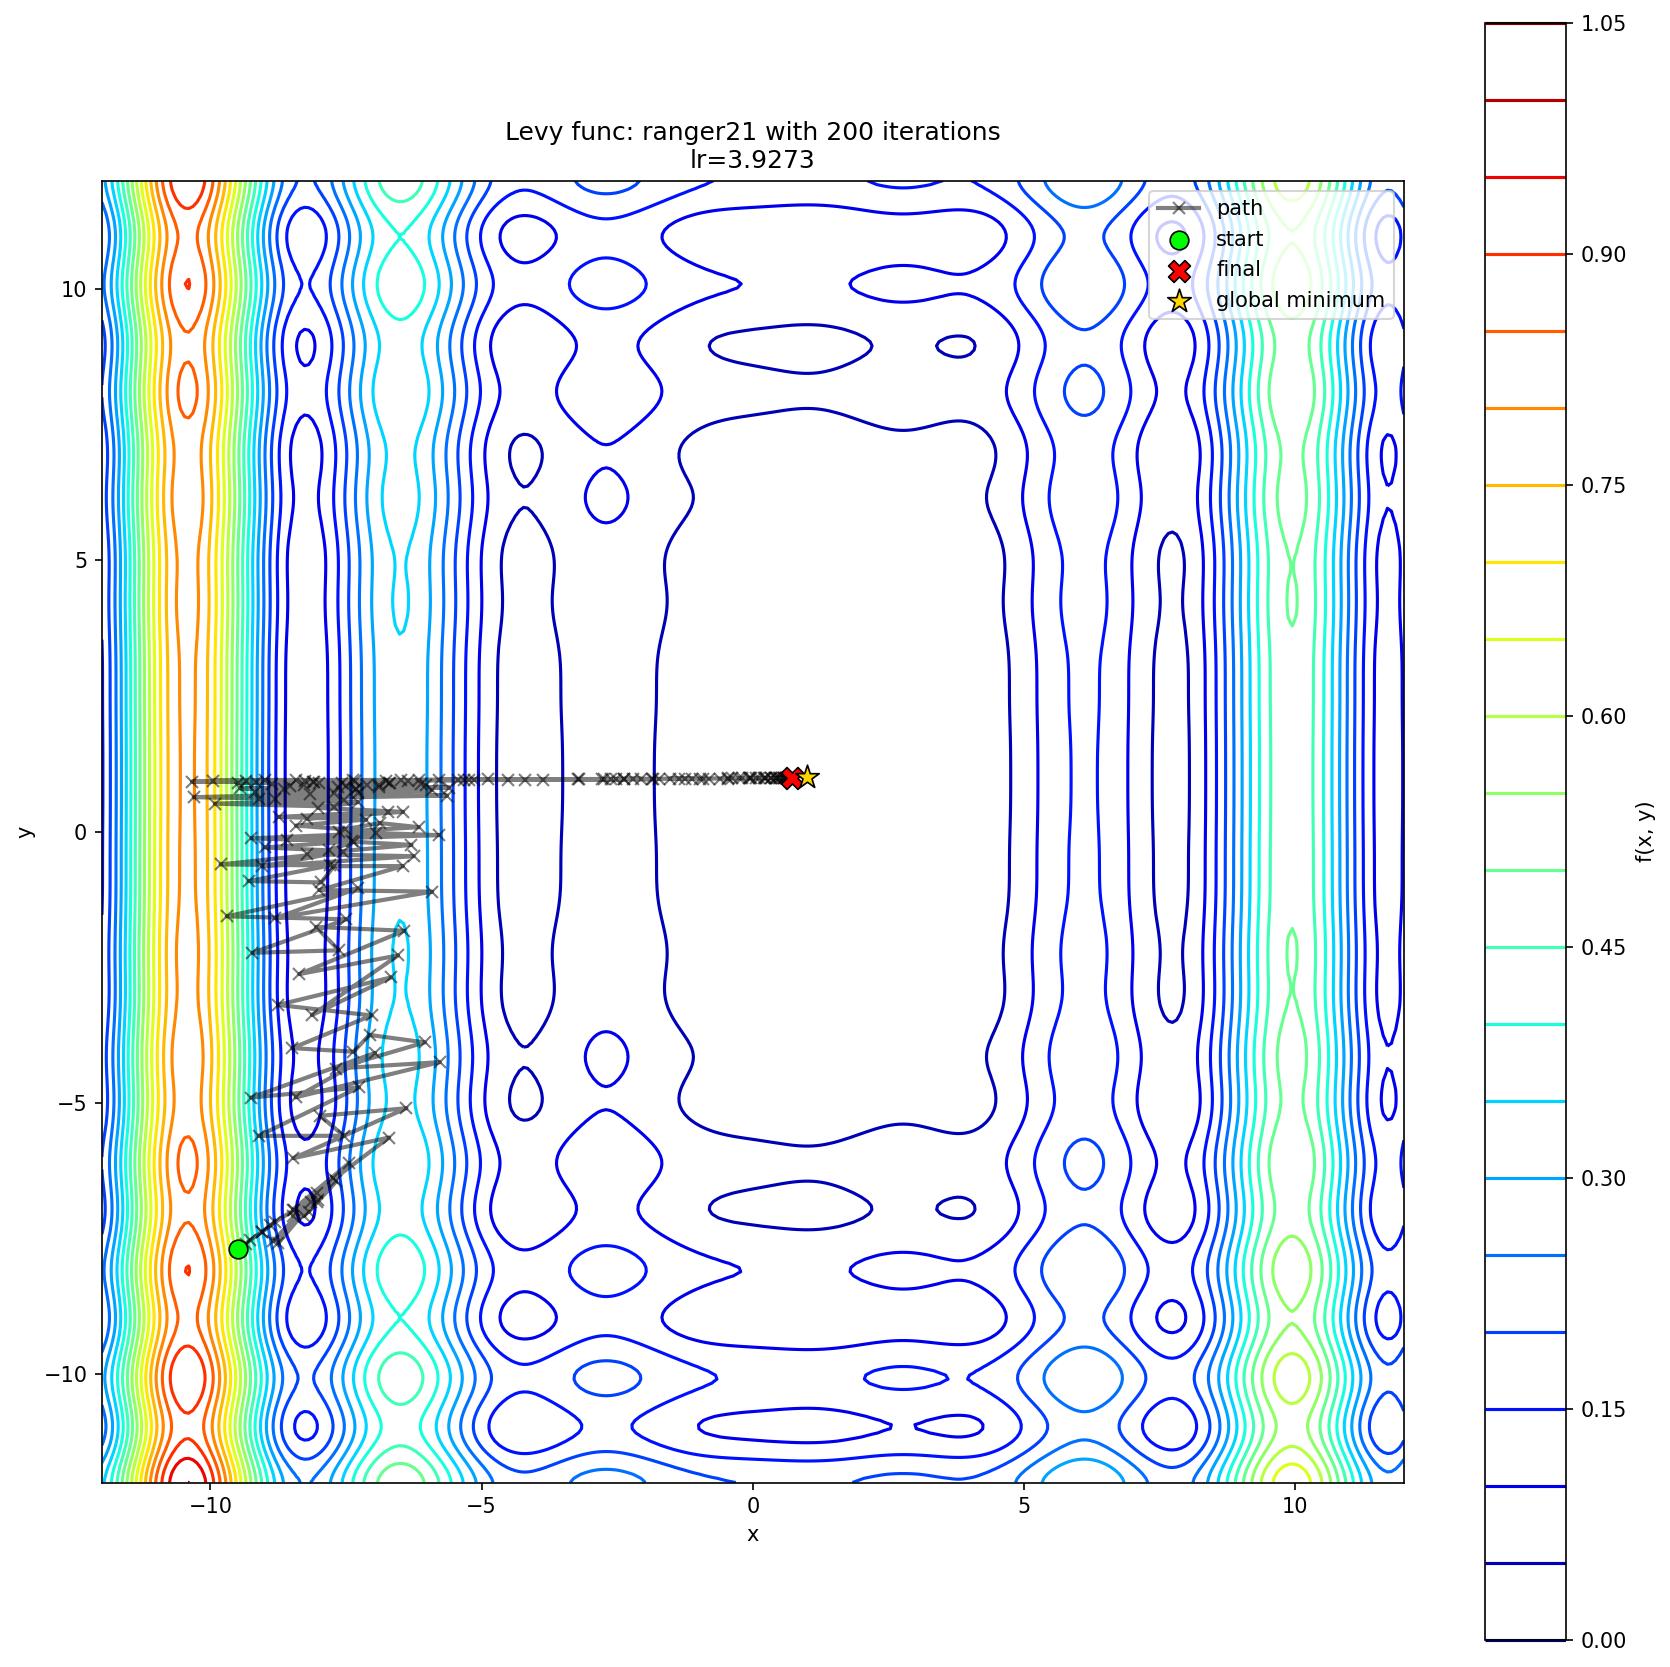 Levy func: ranger21 with 200 iterations
lr=3.9273
path
start
final
global minimum
10
5
0
−5
−10
y
−10
−5
0
5
10
x
1.05
0.90
0.75
0.60
0.45
0.30
0.15
0.00
f(x, y)